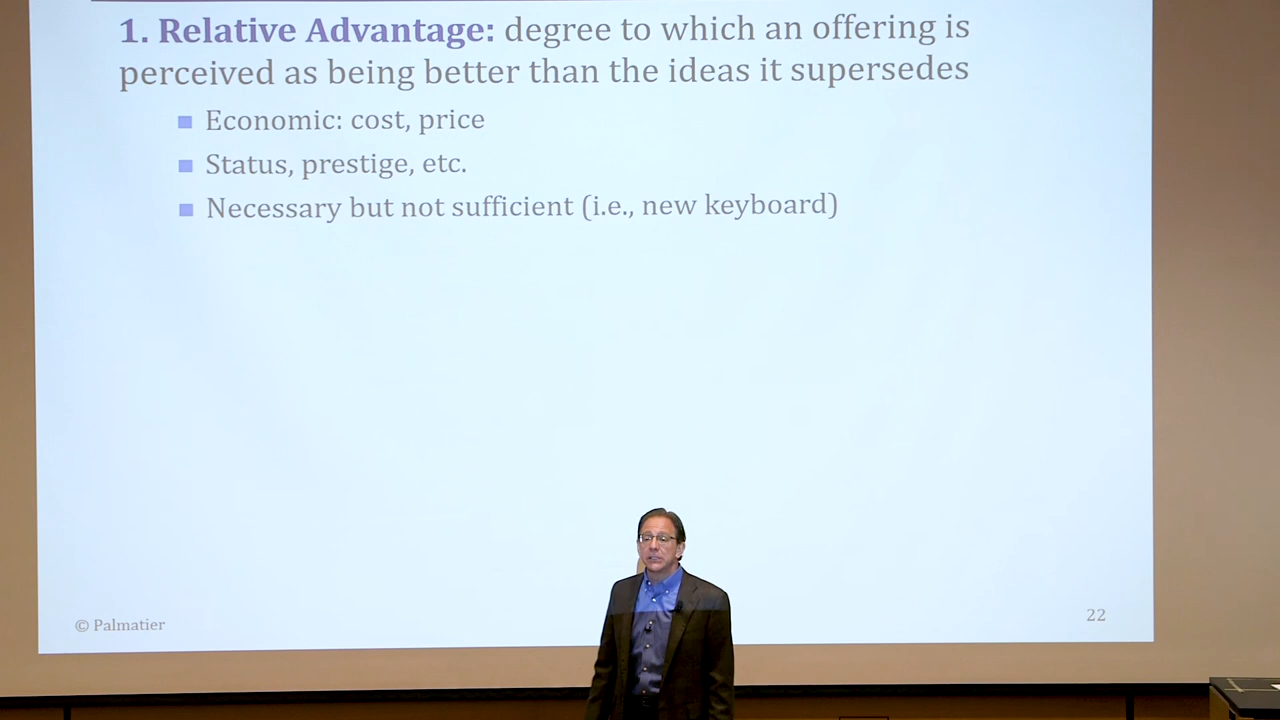 1. Relative Advantage: degree to which an offering is
perceived as being better than the ideas it supersedes
Economic: cost, price
Status, prestige, etc.
Necessary but not sufficient (i.e., new keyboard)
© Palmatier
22